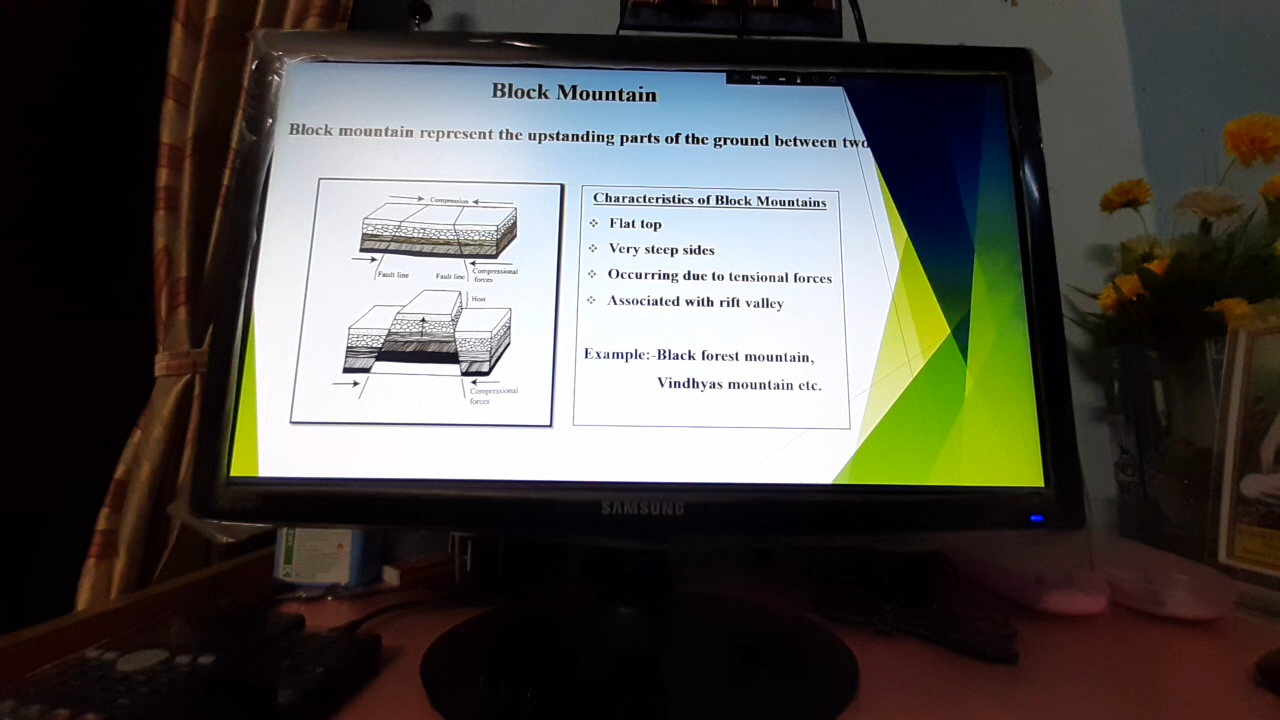 English
Block Mountain
Block mountain represent the upstanding parts of the ground between two
Compression
Fault line
Fault line
Compressional
forces
Host
Compressional
forces
Characteristics of Block Mountains
❖ Flat top
❖ Very steep sides
❖ Occurring due to tensional forces
❖ Associated with rift valley
Example:-Black forest mountain,
Vindhyas mountain etc.
SAMSUNG